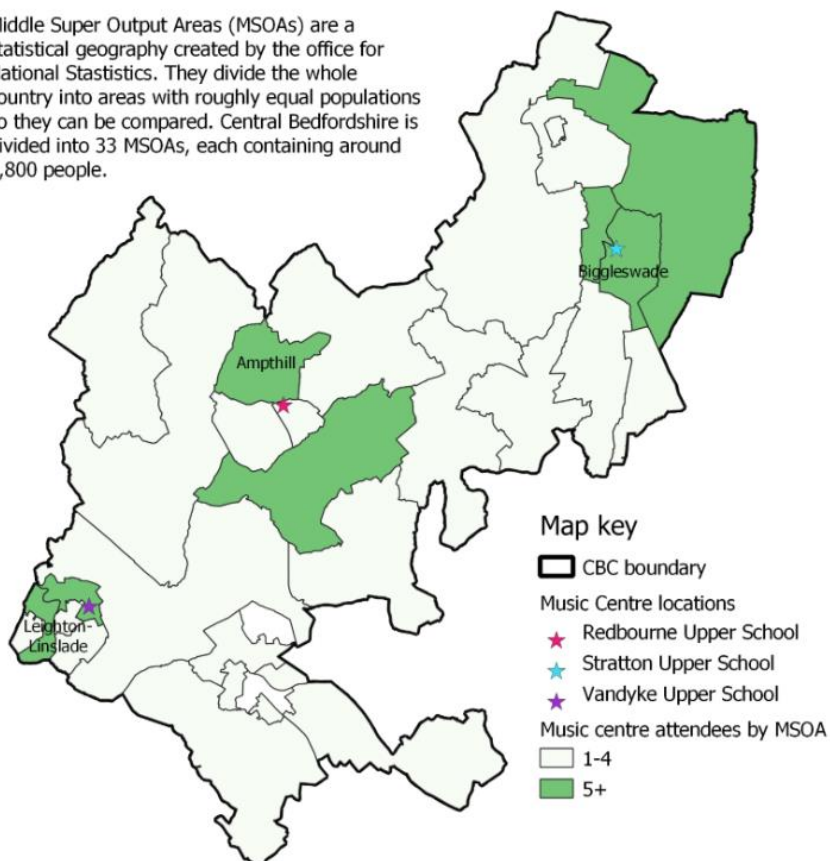 iddle Super Output Areas (MSOAs) are a
tatistical geography created by the office for
ational Stastistics. They divide the whole
ountry into areas with roughly equal populations
o they can be compared. Central Bedfordshire is
ivided into 33 MSOAs, each containing around
,800 people.
Biggleswade
Ampthill
Leighton-
Linslade
Map key
CBC boundary
Music Centre locations
Redbourne Upper School
Stratton Upper School
Vandyke Upper School
Music centre attendees by MSOA
1-4
5+